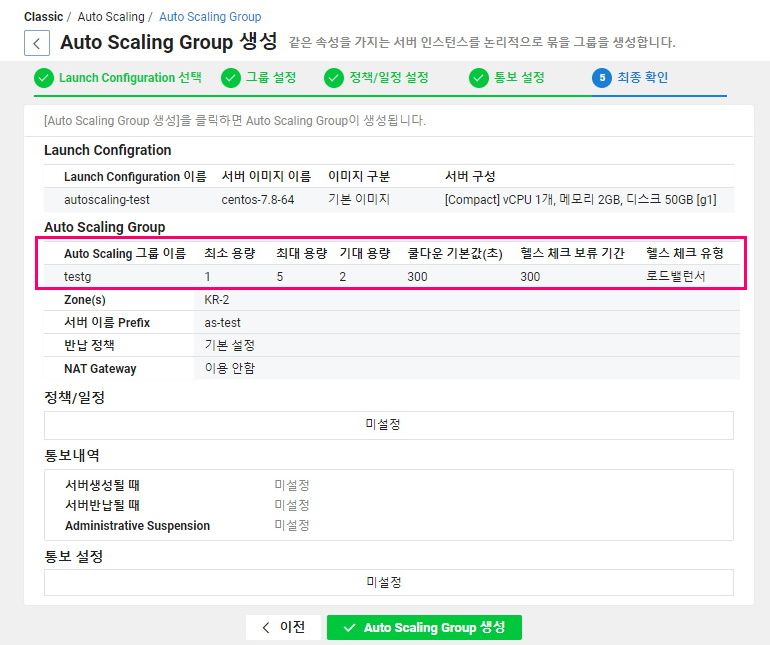 Classic / Auto Scaling / Auto Scaling Group
Auto Scaling Group 생성 같은 속성을 가지는 서버 인스턴스를 논리적으로 묶을 그룹을 생성합니다.
Launch Configuration 선택 그룹 설정 정책/일정 설정 통보 설정 5 최종 확인
[Auto Scaling Group 생성]을 클릭하면 Auto Scaling Group이 생성됩니다.
Launch Configration
Launch Configuration 이름 서버 이미지 이름 이미지 구분 서버 구성
autoscaling-test centos-7.8-64 기본 이미지 [Compact] vCPU 1개, 메모리 2GB, 디스크 50GB [g1]
Auto Scaling Group
Auto Scaling 그룹 이름 최소 용량 최대 용량 기대 용량 쿨다운 기본값(초) 헬스 체크 보류 기간 헬스 체크 유형
testg 1 5 2 300 300 로드밸런서
Zone(s) KR-2
서버 이름 Prefix as-test
반납 정책 기본 설정
NAT Gateway 이용 안함
정책/일정
미설정
통보내역
서버생성될 때 미설정
서버반납될 때 미설정
Administrative Suspension 미설정
통보 설정
미설정
이전 Auto Scaling Group 생성